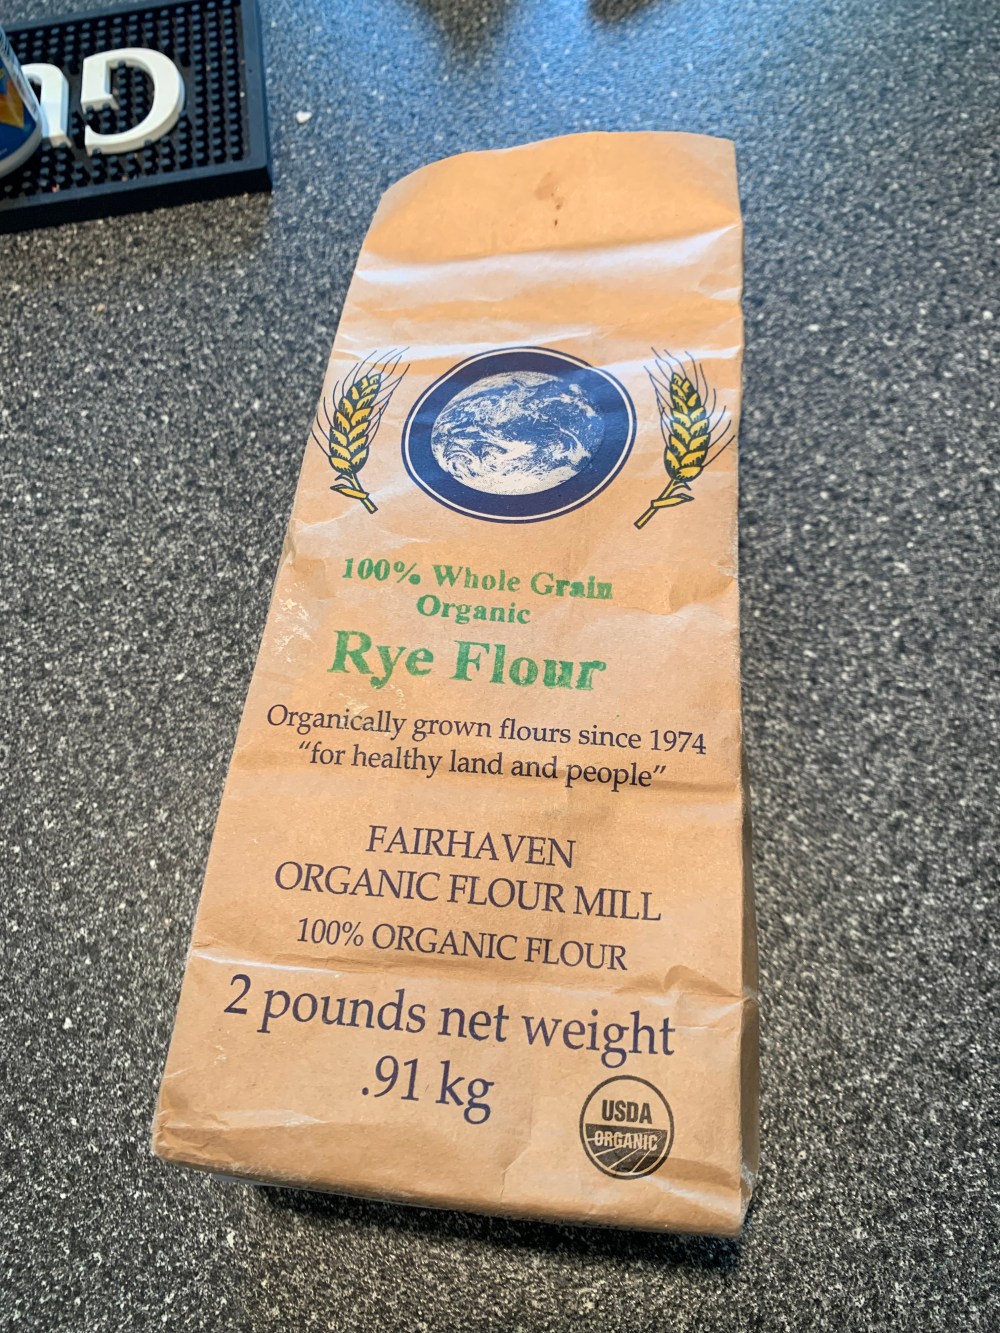 100% Whole Grain
Organic
Rye Flour
Organically grown flours since 1974
“for healthy land and people”
FAIRHAVEN
ORGANIC FLOUR MILL
100% ORGANIC FLOUR
2 pounds net weight
.91 kg
USDA
ORGANIC